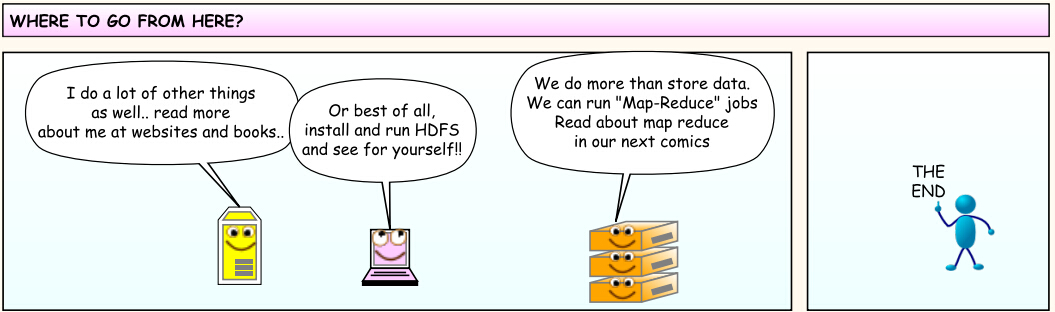 WHERE TO GO FROM HERE?
I do a lot of other things
as well.. read more
about me at websites and books..
Or best of all,
install and run HDFS
and see for yourself!!
We do more than store data.
We can run "Map-Reduce" jobs
Read about map reduce
in our next comics
THE
END